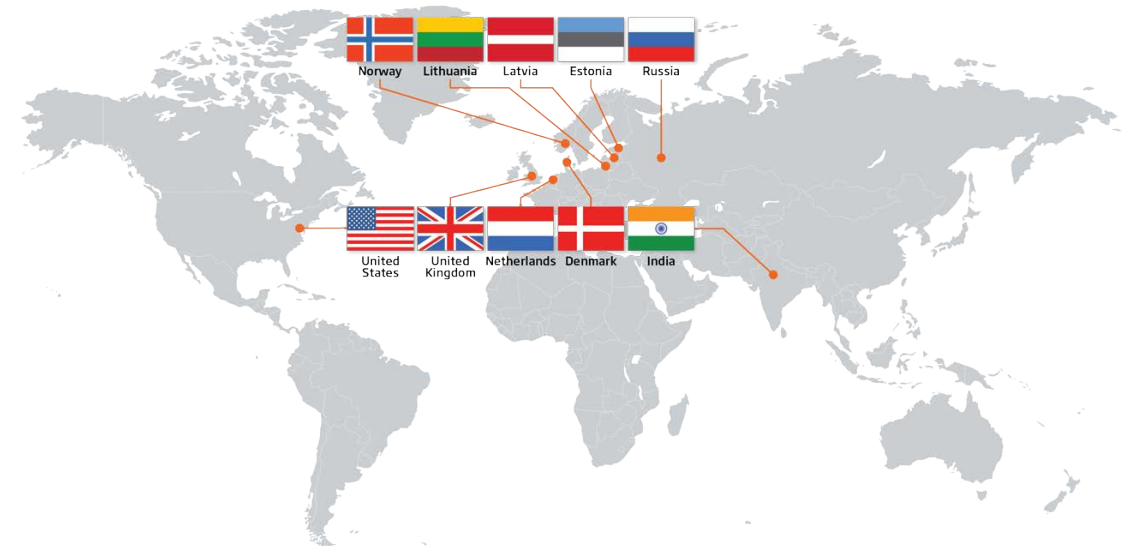 Norway Lithuania Latvia Estonia Russia
United States
United Kingdom
Netherlands
Denmark
India